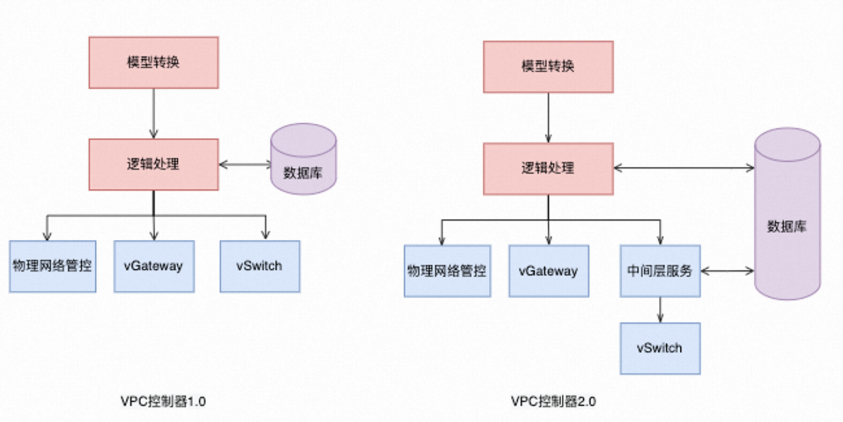 模型转换
逻辑处理
数据库
物理网络管控
vGateway
vSwitch
VPC控制器1.0
模型转换
逻辑处理
数据库
物理网络管控
vGateway
中间层服务
vSwitch
VPC控制器2.0